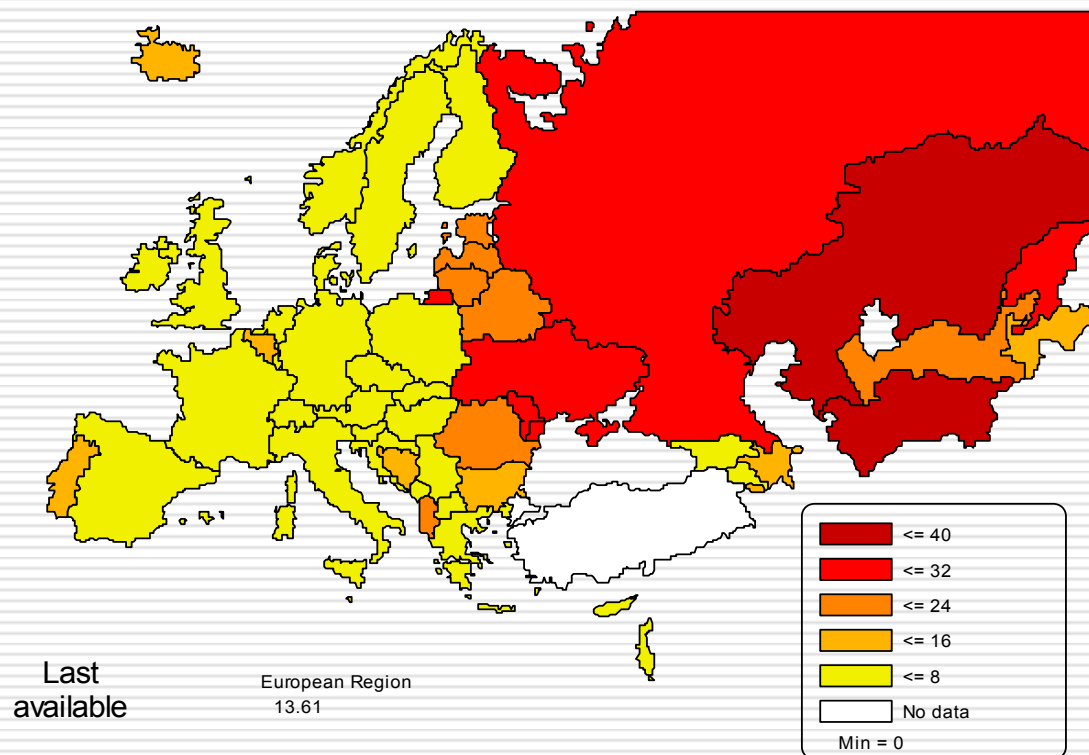 <= 40
<= 32
<= 24
<= 16
<= 8
No data
Min = 0
Last
available
European Region
13.61